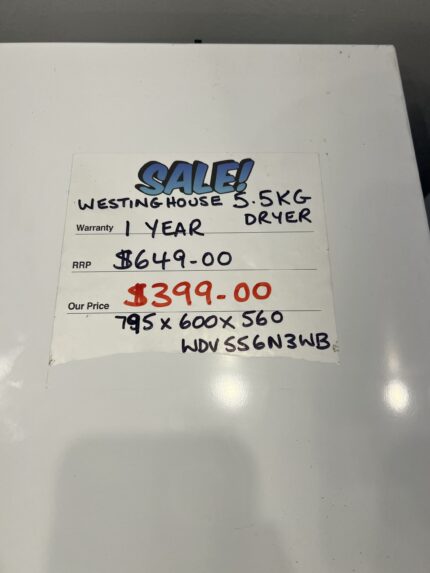 SALE!
WESTINGHOUSE 5.5KG
DRYER
Warranty 1 YEAR
RRP $649-00
Our Price $399-00
795 x 600 x 560
WDV556N3WB